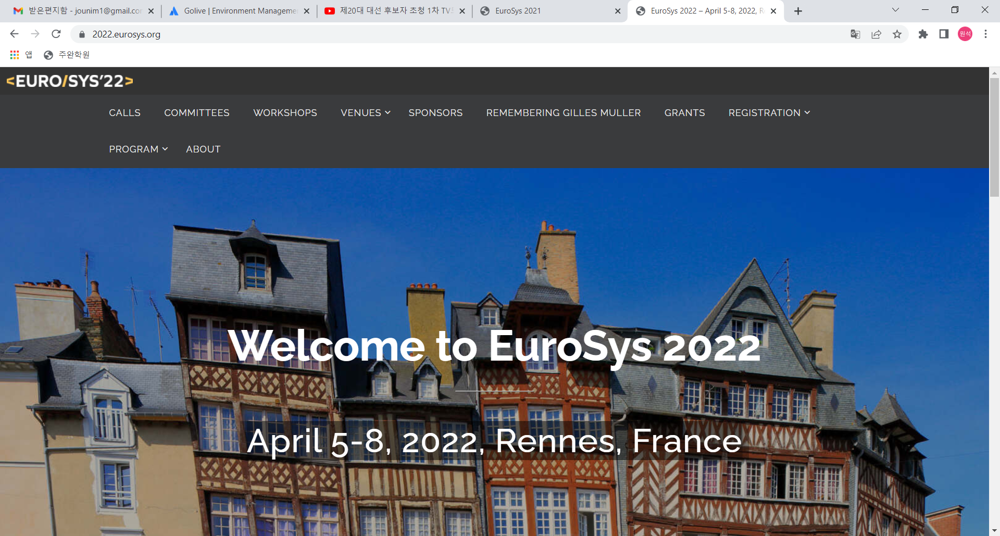 받은편지함 - jounim1@gmail.co
Golive | Environment Manageme
제20대 대선 후보자 초청 1차 TV토
EuroSys 2021
EuroSys 2022 – April 5-8, 2022, R
2022.eurosys.org
원석
앱
주완학원
<EURO/SYS'22>
CALLS
COMMITTEES
WORKSHOPS
VENUES
SPONSORS
REMEMBERING GILLES MULLER
GRANTS
REGISTRATION
PROGRAM
ABOUT
Welcome to EuroSys 2022
April 5-8, 2022, Rennes, France